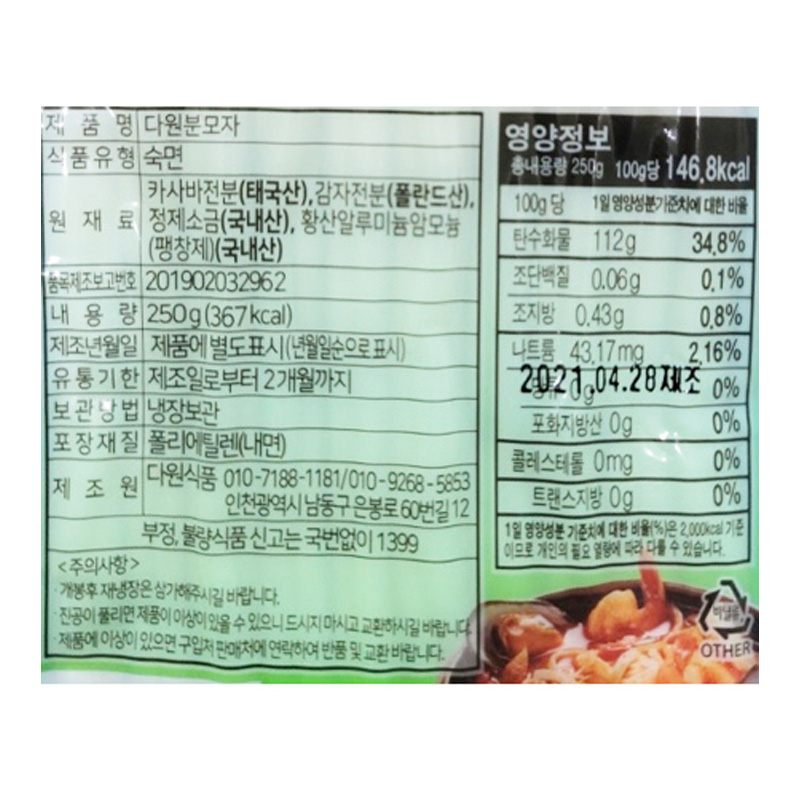 제품명 다원분모자
식품유형 숙면
원재료 카사바전분(태국산),감자전분(폴란드산),
정제소금(국내산), 황산알루미늄암모늄
(팽창제)(국내산)
품목제조보고번호 201902032962
내용량 250g(367kcal)
제조년월일 제품에 별도표시(년월일순으로 표시)
유통기한 제조일로부터 2개월까지
보관방법 냉장보관
포장재질 폴리에틸렌(내면)
제조원 다원식품 010-7188-1181/010-9268-5853
인천광역시 남동구 은봉로 60번길 12
부정, 불량식품 신고는 국번없이 1399
<주의사항>
·개봉후 재냉장은 삼가해주시길 바랍니다.
·진공이 풀리면 제품이 이상이 있을 수 있으니 드시지 마시고 교환하시길 바랍니다.
·제품에 이상이 있으면 구입처 판매처에 연락하여 반품 및 교환 바랍니다.
영양정보
총내용량 250g 100g당 146.8kcal
100g당 1일 영양성분기준치에 대한 비율
탄수화물 112g 34.8%
조단백질 0.06g 0.1%
조지방 0.43g 0.8%
나트륨 43.17mg 2.16%
2021.04.28제조
0g 0%
포화지방산 0g 0%
콜레스테롤 0mg 0%
트랜스지방 0g 0%
1일 영양성분 기준치에 대한 비율(%)은 2,000kcal 기준
이므로 개인의 필요 열량에 따라 다를 수 있습니다.
비닐류
OTHER